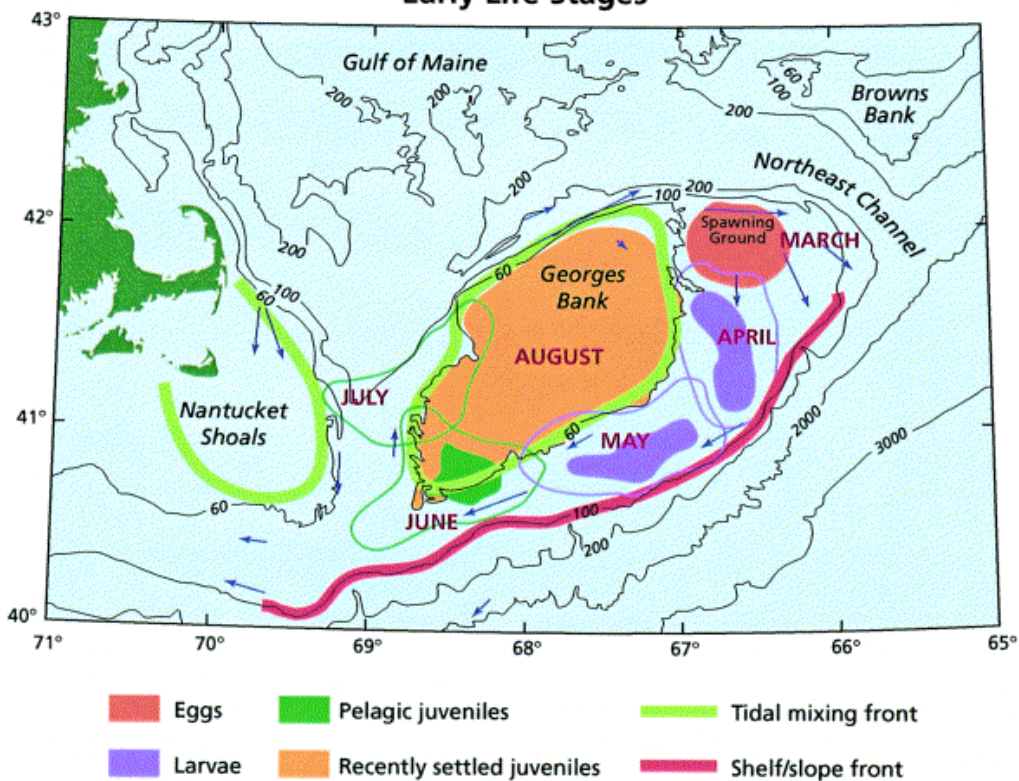 Early Life Stages
43°
Gulf of Maine
200
200
60
100
Browns
Bank
200
200
Northeast Channel
200
100
42°
Spawning
Ground
MARCH
200
60
100
60
Georges
Bank
APRIL
AUGUST
JULY
41°
Nantucket
Shoals
60
MAY
2000
3000
60
JUNE
100
200
40°
71°
70°
69°
68°
67°
66°
65°
Eggs
Pelagic juveniles
Tidal mixing front
Larvae
Recently settled juveniles
Shelf/slope front